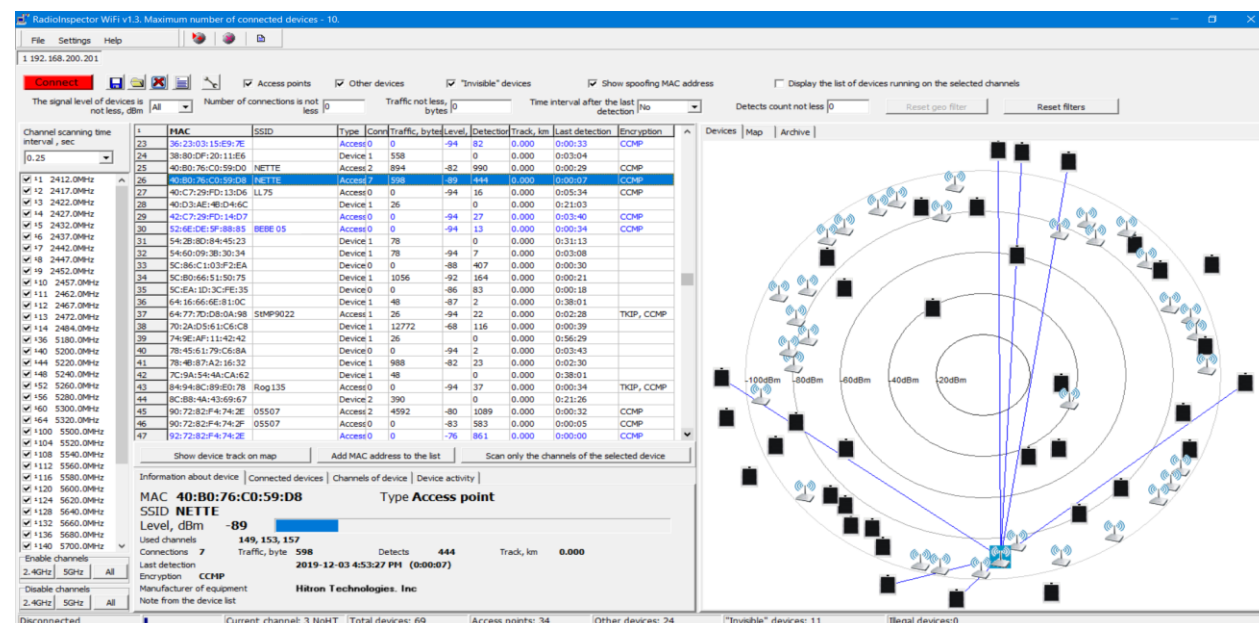 RadioInspector WiFi v1.3. Maximum number of connected devices - 10.
File Settings Help
1 192.168.200.201
Connect Access points Other devices "Invisible" devices Show spoofing MAC address Display the list of devices running on the selected channels
The signal level of devices is not less, dBm All Number of connections is not less 0 Traffic not less, bytes 0 Time interval after the last detection No Detects count not less 0 Reset geo filter Reset filters
Channel scanning time interval , sec
0.25
№1 2412.0MHz
№2 2417.0MHz
№3 2422.0MHz
№4 2427.0MHz
№5 2432.0MHz
№6 2437.0MHz
№7 2442.0MHz
№8 2447.0MHz
№9 2452.0MHz
№10 2457.0MHz
№11 2462.0MHz
№12 2467.0MHz
№13 2472.0MHz
№14 2484.0MHz
№36 5180.0MHz
№40 5200.0MHz
№44 5220.0MHz
№48 5240.0MHz
№52 5260.0MHz
№56 5280.0MHz
№60 5300.0MHz
№64 5320.0MHz
№100 5500.0MHz
№104 5520.0MHz
№108 5540.0MHz
№112 5560.0MHz
№116 5580.0MHz
№120 5600.0MHz
№124 5620.0MHz
№128 5640.0MHz
№132 5660.0MHz
№136 5680.0MHz
№140 5700.0MHz
Enable channels
2.4GHz 5GHz All
Disable channels
2.4GHz 5GHz All
MAC SSID Type Conn Traffic, bytes Level, Detection Track, km Last detection Encryption
23 36:23:03:15:E9:7E Access 0 0 -94 82 0.000 0:00:33 CCMP
24 38:80:DF:20:11:E6 Device 1 558 0 0.000 0:03:04
25 40:B0:76:C0:59:D0 NETTE Access 2 894 -82 990 0.000 0:00:29 CCMP
26 40:B0:76:C0:59:D8 NETTE Access 7 598 -89 444 0.000 0:00:07 CCMP
27 40:C7:29:FD:13:D6 LL75 Access 0 0 -94 16 0.000 0:05:34 CCMP
28 40:D3:AE:4B:D4:6C Device 1 26 0 0.000 0:21:03
29 42:C7:29:FD:14:D7 Access 0 0 -94 27 0.000 0:03:40 CCMP
30 52:6E:DE:5F:88:85 BEBE 05 Access 0 0 -94 13 0.000 0:00:34 CCMP
31 54:2B:8D:84:45:23 Device 1 78 0 0.000 0:31:13
32 54:60:09:3B:30:34 Device 1 78 -94 7 0.000 0:03:08
33 5C:86:C1:03:F2:EA Device 0 0 -88 407 0.000 0:00:30
34 5C:B0:66:51:50:75 Device 1 1056 -92 164 0.000 0:00:21
35 5C:EA:1D:3C:FE:35 Device 0 0 -86 83 0.000 0:00:18
36 64:16:66:6E:81:0C Device 1 48 -87 2 0.000 0:38:01
37 64:77:7D:D8:0A:98 StMP9022 Access 1 26 -94 22 0.000 0:02:28 TKIP, CCMP
38 70:2A:D5:61:C6:C8 Device 1 12772 -68 116 0.000 0:00:39
39 74:9E:AF:11:42:42 Device 1 26 0 0.000 0:56:29
40 78:45:61:79:C6:8A Device 0 0 -94 2 0.000 0:03:43
41 78:4B:87:A2:16:32 Device 1 988 -82 23 0.000 0:02:30
42 7C:9A:54:4A:CA:62 Device 1 48 0 0.000 0:38:01
43 84:94:8C:89:E0:78 Rog135 Access 0 0 -94 37 0.000 0:00:34 TKIP, CCMP
44 8C:B8:4A:43:69:67 Device 2 390 0 0.000 0:21:26
45 90:72:82:F4:74:2E 05507 Access 2 4592 -80 1089 0.000 0:00:32 CCMP
46 90:72:82:F4:74:2F 05507 Access 0 0 -83 583 0.000 0:00:05 CCMP
47 92:72:82:F4:74:2E Access 0 0 -76 861 0.000 0:00:00 CCMP
Show device track on map Add MAC address to the list Scan only the channels of the selected device
Information about device Connected devices Channels of device Device activity
MAC 40:B0:76:C0:59:D8 Type Access point
SSID NETTE
Level, dBm -89
Used channels 149, 153, 157
Connections 7 Traffic, byte 598 Detects 444 Track, km 0.000
Last detection 2019-12-03 4:53:27 PM (0:00:07)
Encryption CCMP
Manufacturer of equipment Hitron Technologies. Inc
Note from the device list
Devices Map Archive
-100dBm -80dBm -60dBm -40dBm -20dBm
Disconnected Current channel: 3 NoHT Total devices: 69 Access points: 34 Other devices: 24 "Invisible" devices: 11 Illegal devices:0